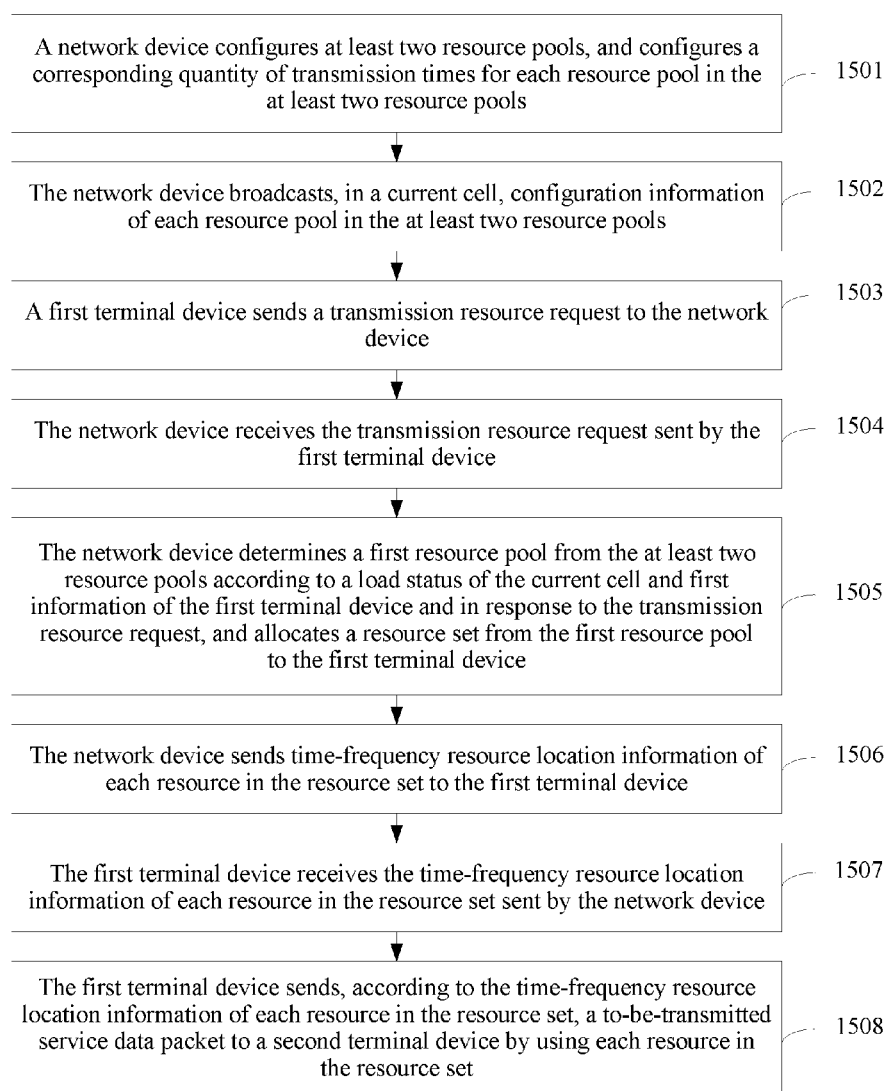 A network device configures at least two resource pools, and configures a
corresponding quantity of transmission times for each resource pool in the
at least two resource pools
1501
The network device broadcasts, in a current cell, configuration information
of each resource pool in the at least two resource pools
1502
A first terminal device sends a transmission resource request to the network
device
1503
The network device receives the transmission resource request sent by the
first terminal device
1504
The network device determines a first resource pool from the at least two
resource pools according to a load status of the current cell and first
information of the first terminal device and in response to the transmission
resource request, and allocates a resource set from the first resource pool
to the first terminal device
1505
The network device sends time-frequency resource location information of
each resource in the resource set to the first terminal device
1506
The first terminal device receives the time-frequency resource location
information of each resource in the resource set sent by the network device
1507
The first terminal device sends, according to the time-frequency resource
location information of each resource in the resource set, a to-be-transmitted
service data packet to a second terminal device by using each resource in
the resource set
1508